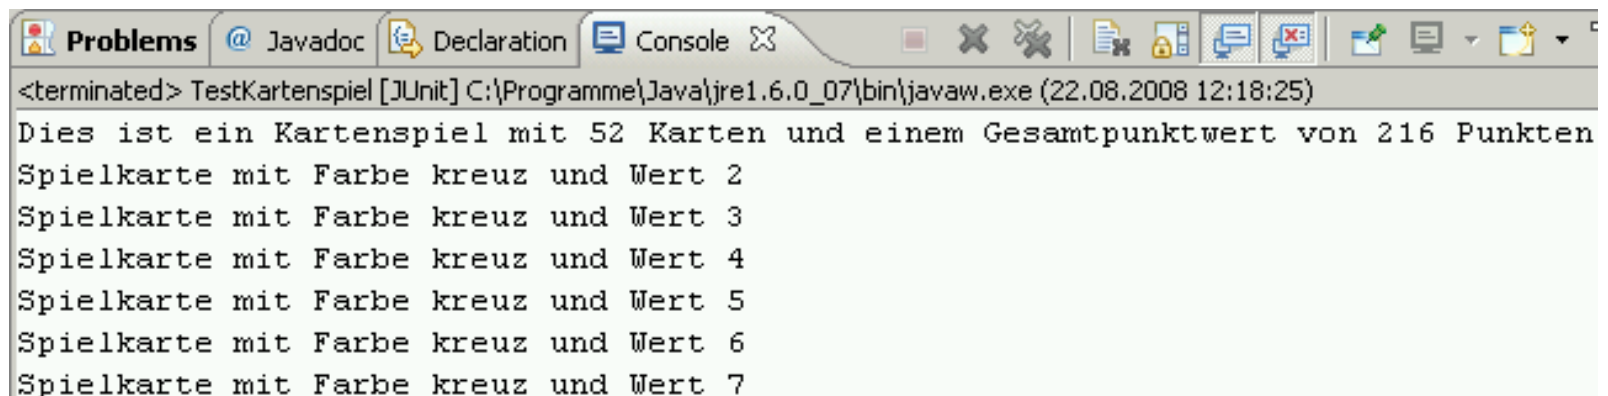 Problems @ Javadoc Declaration Console
<terminated> TestKartenspiel [JUnit] C:\Programme\Java\jre1.6.0_07\bin\javaw.exe (22.08.2008 12:18:25)
Dies ist ein Kartenspiel mit 52 Karten und einem Gesamtpunktwert von 216 Punkten
Spielkarte mit Farbe kreuz und Wert 2
Spielkarte mit Farbe kreuz und Wert 3
Spielkarte mit Farbe kreuz und Wert 4
Spielkarte mit Farbe kreuz und Wert 5
Spielkarte mit Farbe kreuz und Wert 6
Spielkarte mit Farbe kreuz und Wert 7